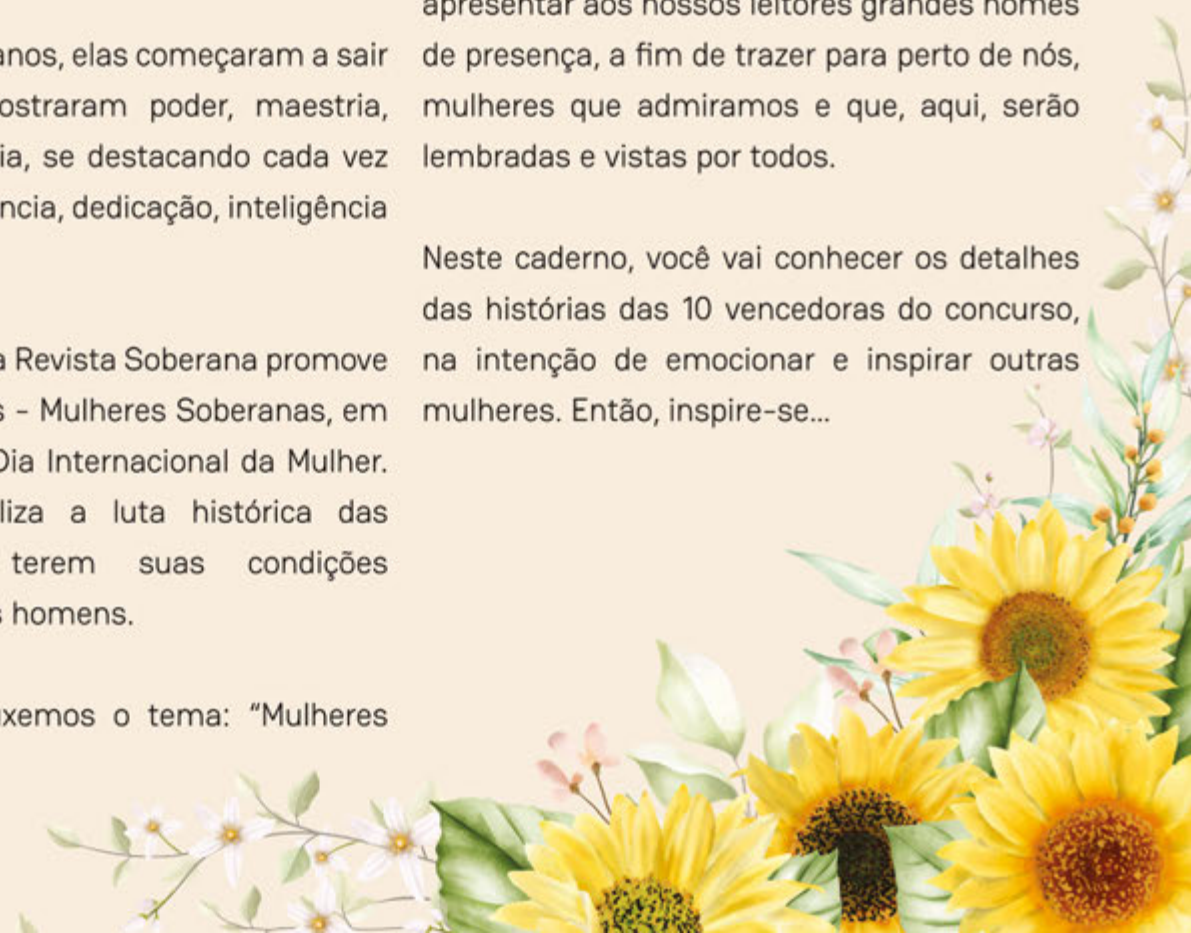 anos, elas começaram a sair
ostraram poder, maestria,
ia, se destacando cada vez
ncia, dedicação, inteligência
a Revista Soberana promove
s - Mulheres Soberanas, em
Dia Internacional da Mulher.
liza a luta histórica das
terem suas condições
s homens.
uxemos o tema: “Mulheres
apresentar aos nossos leitores grandes nomes
de presença, a fim de trazer para perto de nós,
mulheres que admiramos e que, aqui, serão
lembradas e vistas por todos.
Neste caderno, você vai conhecer os detalhes
das histórias das 10 vencedoras do concurso,
na intenção de emocionar e inspirar outras
mulheres. Então, inspire-se...